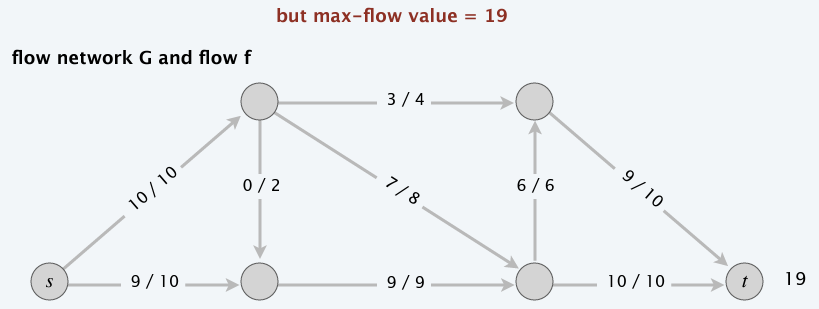 but max-flow value = 19
flow network G and flow f
3 / 4
10 / 10
0 / 2
7 / 8
6 / 6
9 / 10
s
9 / 10
9 / 9
10 / 10
t
19